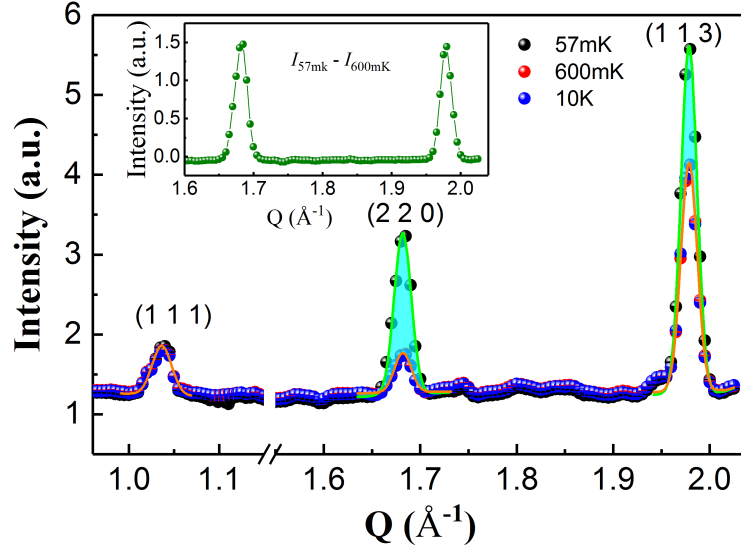 (1 1 3)
57mK
600mK
10K
I57mk - I600mK
1.5
1.0
0.5
0.0
Intensity (a.u.)
1.6 1.7 1.8 1.9 2.0
Q (Å-1)
(2 2 0)
(1 1 1)
6
5
4
3
2
1
Intensity (a.u.)
1.0 1.1 1.6 1.7 1.8 1.9 2.0
Q (Å-1)